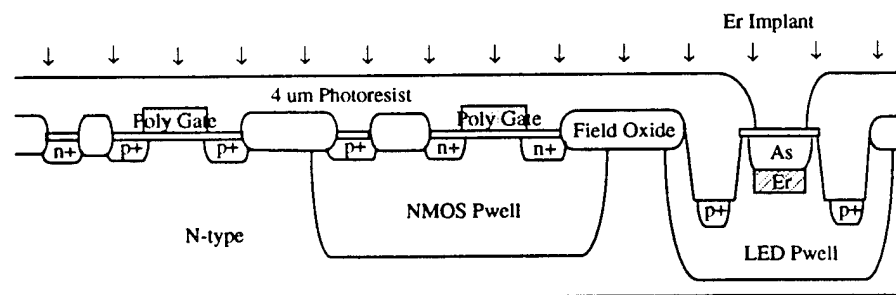 Er Implant
4 um Photoresist
Poly Gate
Poly Gate
Field Oxide
n+
p+
p+
p+
n+
n+
As
Er
p+
p+
NMOS Pwell
N-type
LED Pwell